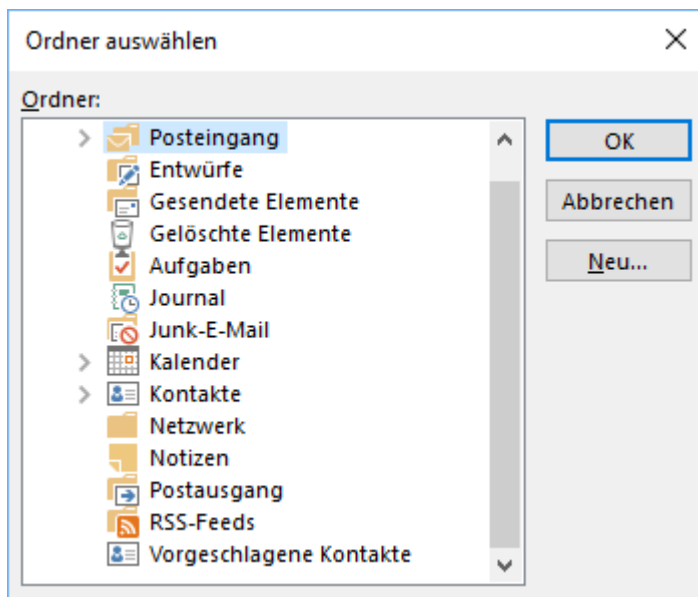 Ordner auswählen
Ordner:
Posteingang
Entwürfe
Gesendete Elemente
Gelöschte Elemente
Aufgaben
Journal
Junk-E-Mail
Kalender
Kontakte
Netzwerk
Notizen
Postausgang
RSS-Feeds
Vorgeschlagene Kontakte
OK
Abbrechen
Neu...